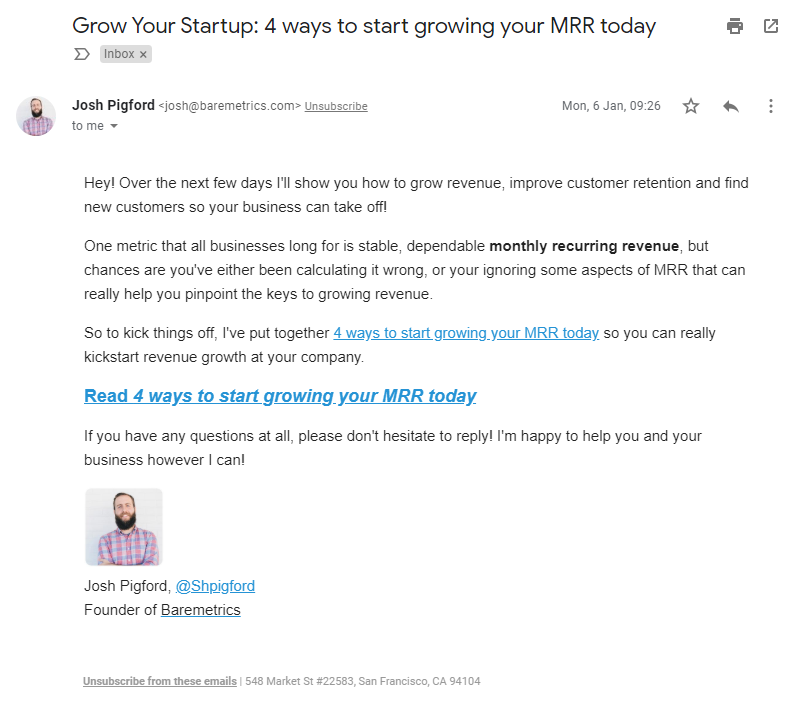 Grow Your Startup: 4 ways to start growing your MRR today
Inbox x
Josh Pigford <josh@baremetrics.com> Unsubscribe Mon, 6 Jan, 09:26
to me
Hey! Over the next few days I'll show you how to grow revenue, improve customer retention and find
new customers so your business can take off!
One metric that all businesses long for is stable, dependable monthly recurring revenue, but
chances are you've either been calculating it wrong, or your ignoring some aspects of MRR that can
really help you pinpoint the keys to growing revenue.
So to kick things off, I've put together 4 ways to start growing your MRR today so you can really
kickstart revenue growth at your company.
Read 4 ways to start growing your MRR today
If you have any questions at all, please don't hesitate to reply! I'm happy to help you and your
business however I can!
Josh Pigford, @Shpigford
Founder of Baremetrics
Unsubscribe from these emails | 548 Market St #22583, San Francisco, CA 94104